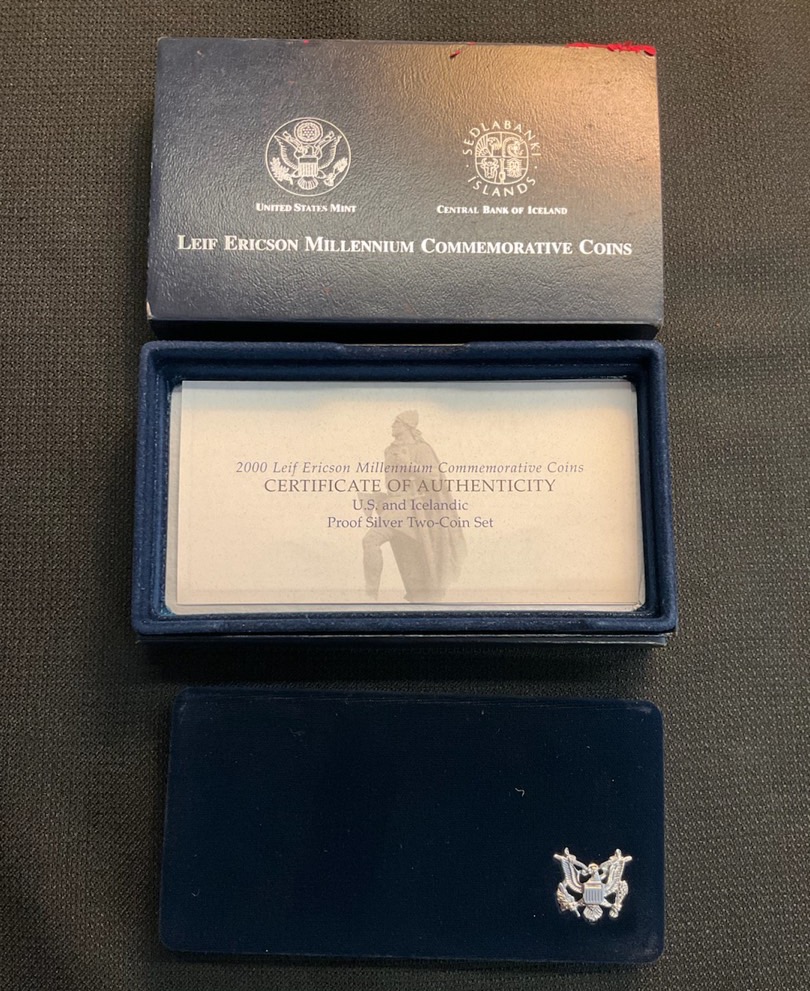 SEÐLABANKI
ÍSLANDS
UNITED STATES MINT
CENTRAL BANK OF ICELAND
LEIF ERICSON MILLENNIUM COMMEMORATIVE COINS
2000 Leif Ericson Millennium Commemorative Coins
CERTIFICATE OF AUTHENTICITY
U.S. and Icelandic
Proof Silver Two-Coin Set